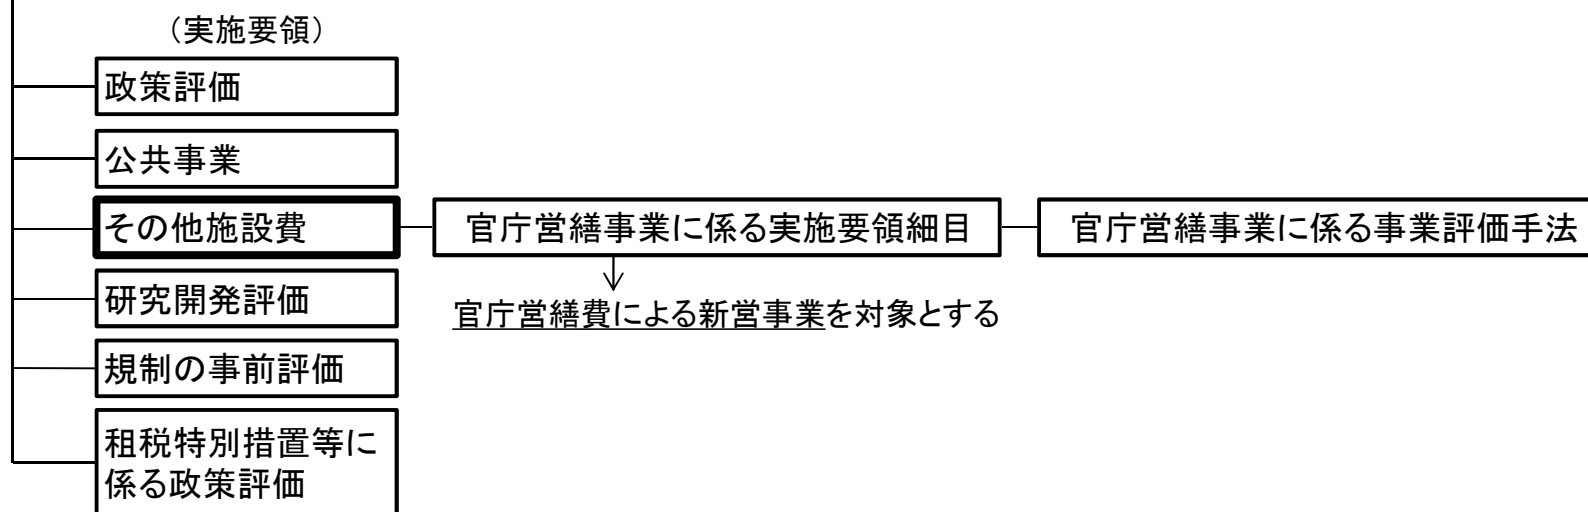 （実施要領）
政策評価
公共事業
その他施設費
官庁営繕事業に係る実施要領細目
官庁営繕事業に係る事業評価手法
研究開発評価
官庁営繕費による新営事業を対象とする
規制の事前評価
租税特別措置等に
係る政策評価